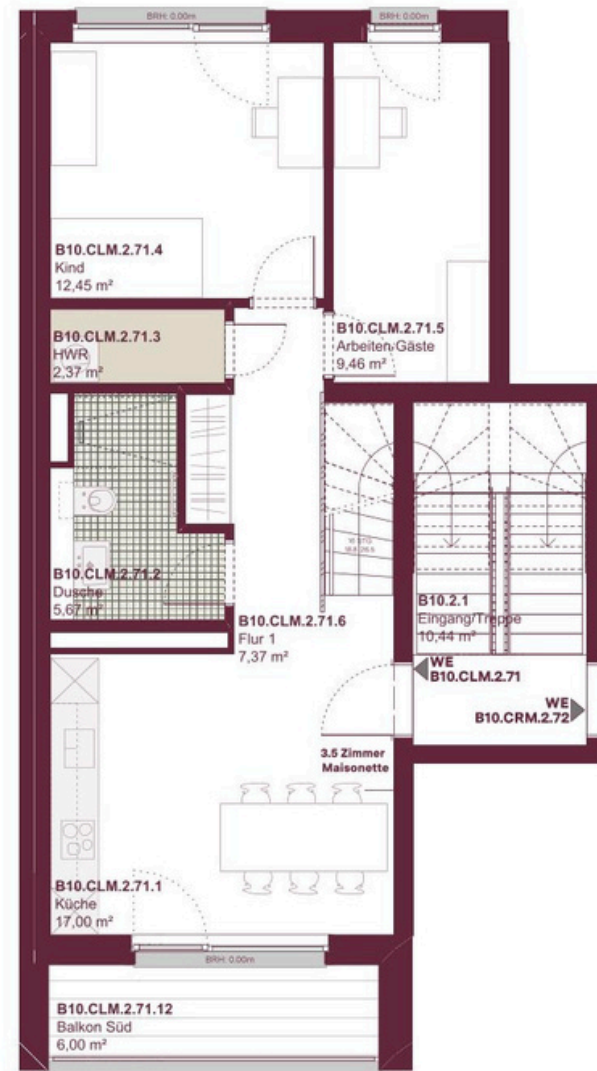 BRH: 0.00m
BRH: 0.00m
B10.CLM.2.71.4
Kind
12,45 m²
B10.CLM.2.71.3
HWR
2,37 m²
B10.CLM.2.71.5
Arbeiten/Gäste
9,46 m²
B10.CLM.2.71.2
Dusche
5,67 m²
B10.CLM.2.71.6
Flur 1
7,37 m²
B10.2.1
Eingang/Treppe
10,44 m²
WE
B10.CLM.2.71
WE
B10.CRM.2.72
3.5 Zimmer
Maisonette
B10.CLM.2.71.1
Küche
17,00 m²
BRH: 0.00m
B10.CLM.2.71.12
Balkon Süd
6,00 m²